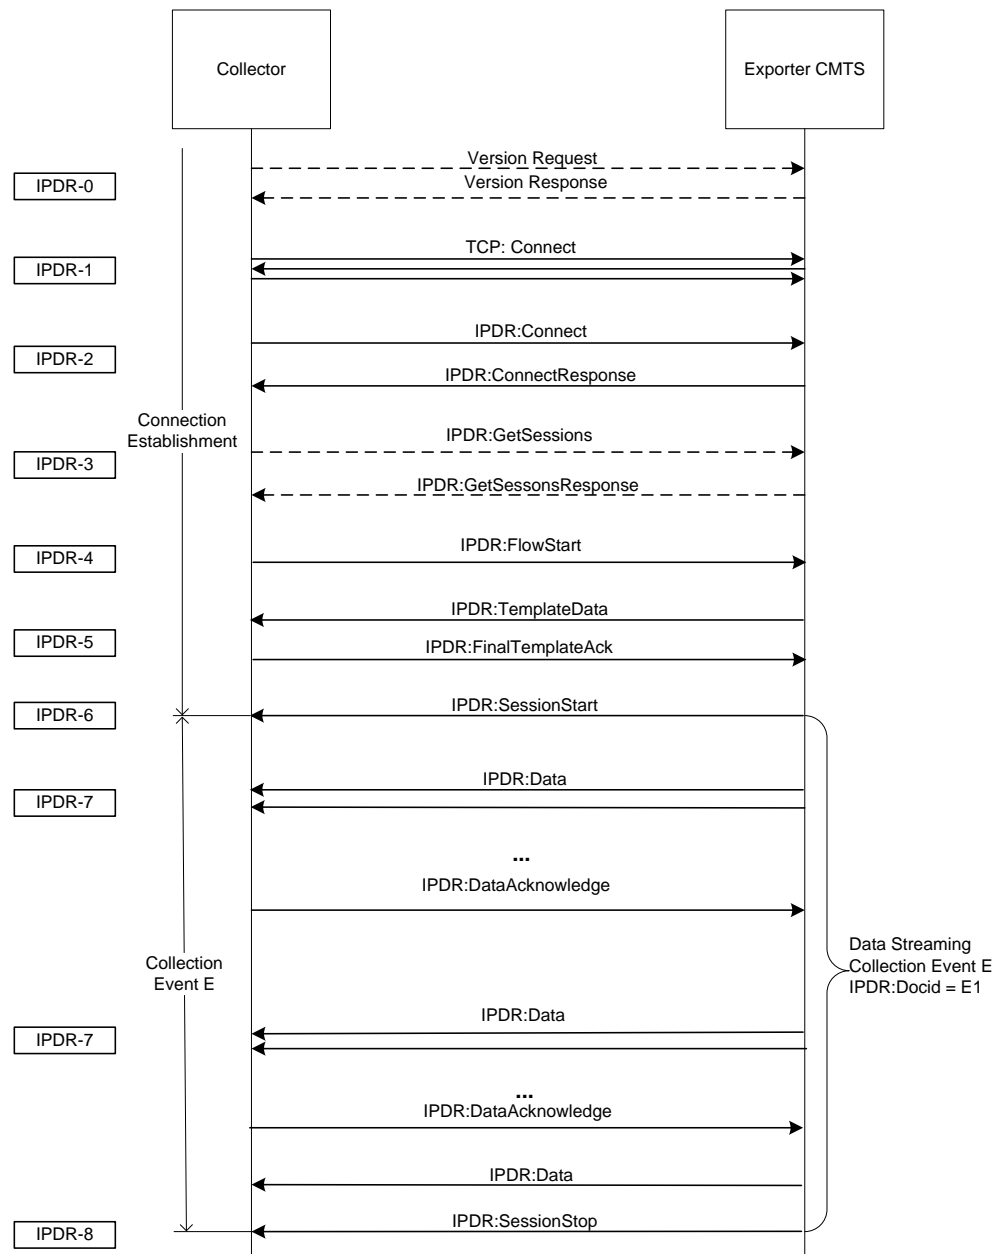 Collector
Exporter CMTS
Version Request
IPDR-0
Version Response
TCP: Connect
IPDR-1
IPDR:Connect
IPDR-2
IPDR:ConnectResponse
Connection
Establishment
IPDR:GetSessions
IPDR-3
IPDR:GetSessonsResponse
IPDR:FlowStart
IPDR-4
IPDR:TemplateData
IPDR-5
IPDR:FinalTemplateAck
IPDR:SessionStart
IPDR-6
IPDR:Data
IPDR-7
...
IPDR:DataAcknowledge
Collection
Event E
Data Streaming
Collection Event E
IPDR:Docid = E1
IPDR:Data
IPDR-7
...
IPDR:DataAcknowledge
IPDR:Data
IPDR:SessionStop
IPDR-8